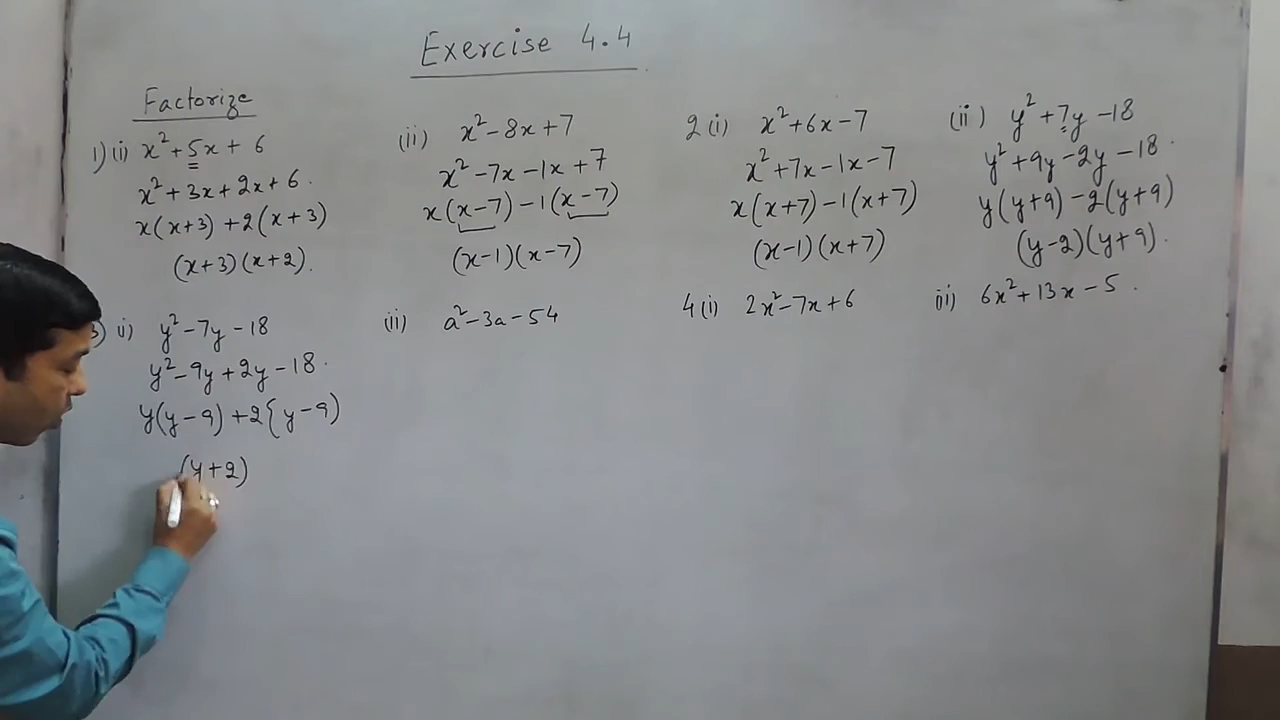 Exercise 4.4
Factorize
1) (i) x² + 5x + 6
x² + 3x + 2x + 6.
x(x+3) + 2(x+3)
(x+3)(x+2).
(ii) x² - 8x + 7
x² - 7x - 1x + 7
x(x-7) - 1(x-7)
(x-1)(x-7)
2 (i) x² + 6x - 7
x² + 7x - 1x - 7
x(x+7) - 1(x+7)
(x-1)(x+7)
(ii) y² + 7y - 18
y² + 9y - 2y - 18.
y(y+9) - 2(y+9)
(y-2)(y+9).
3) i) y² - 7y - 18
y² - 9y + 2y - 18.
y(y-9) + 2{y-9)
(y+2)
(ii) a² - 3a - 54
4 (i) 2x² - 7x + 6
ii) 6x² + 13x - 5.